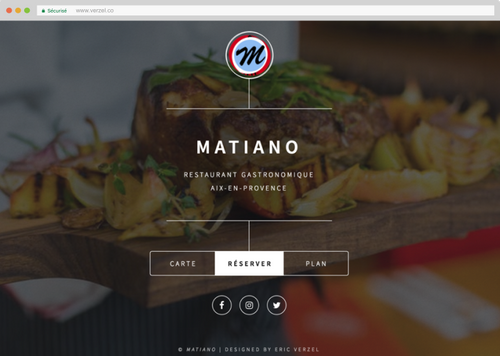 Sécurisé
www.verzel.co
M
MATIANO
RESTAURANT GASTRONOMIQUE
AIX-EN-PROVENCE
CARTE
RÉSERVER
PLAN
© MATIANO | DESIGNED BY ERIC VERZEL